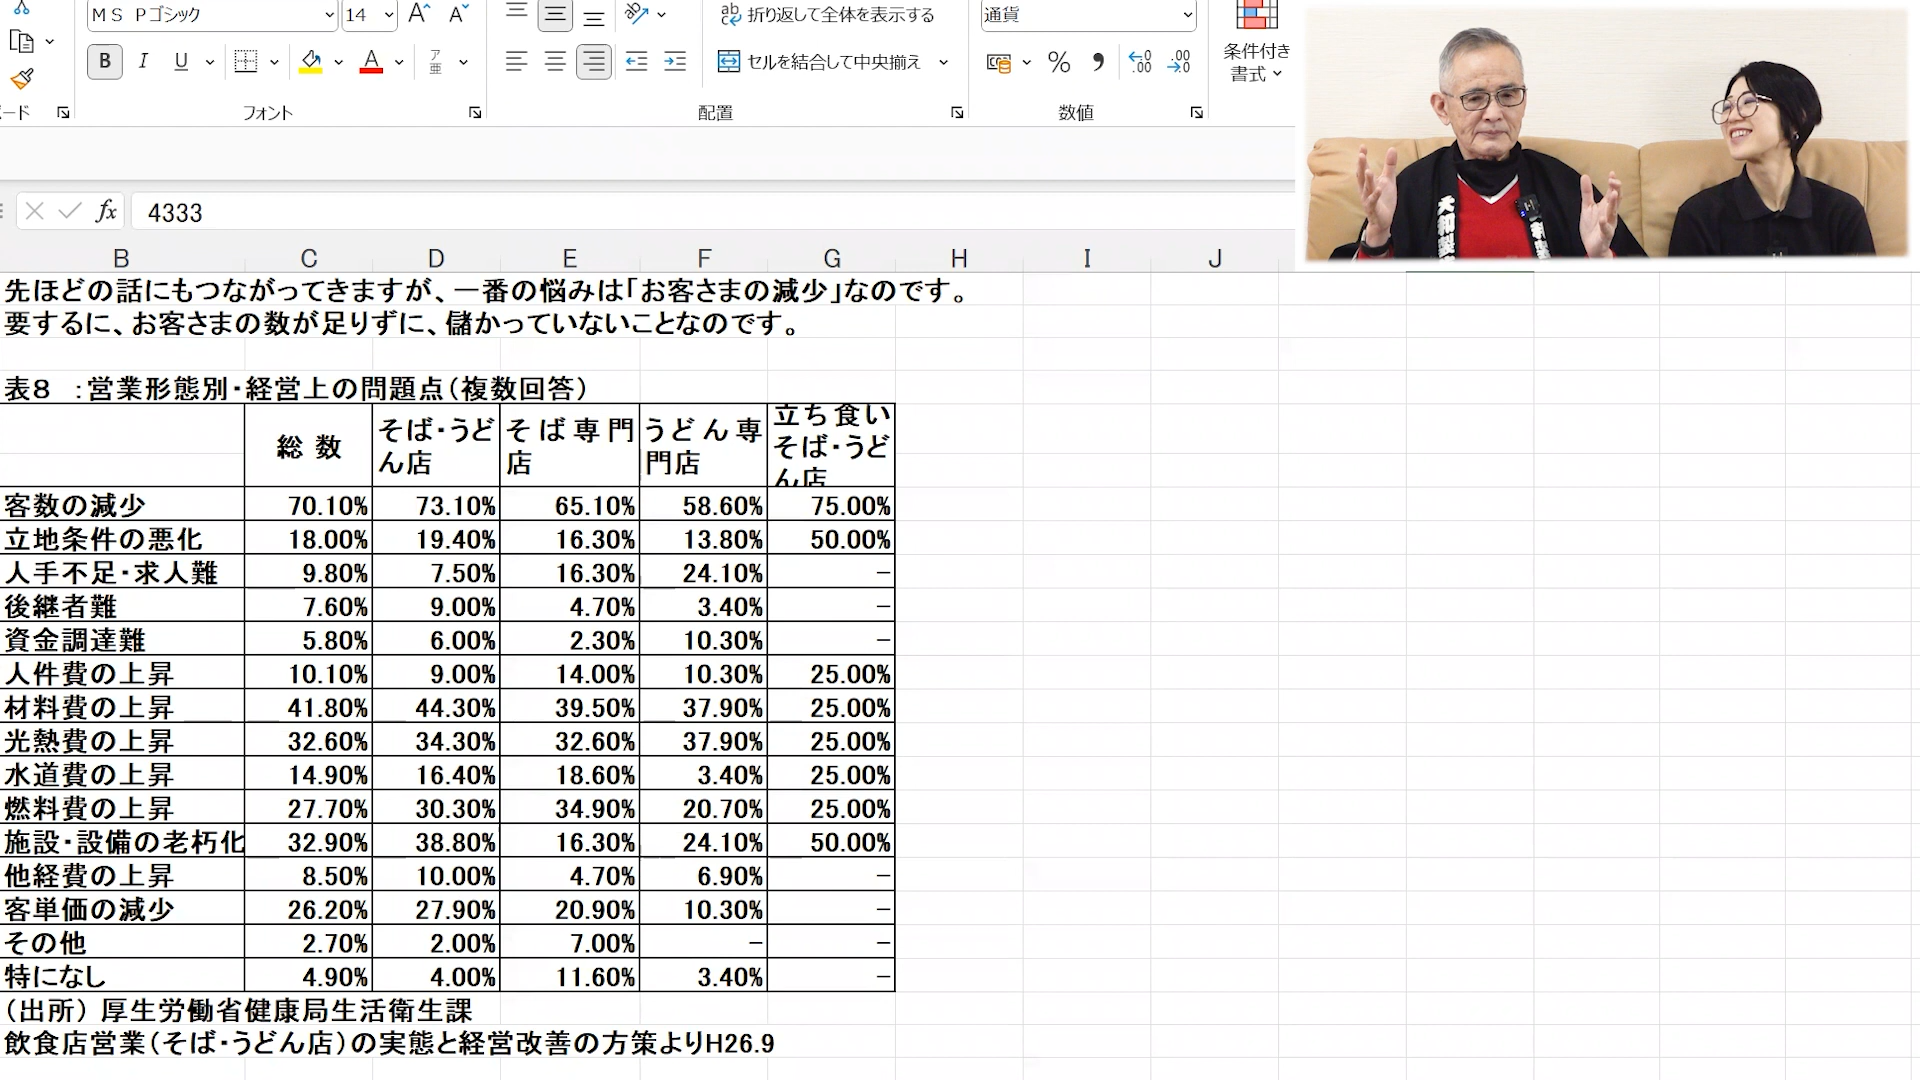 ＭＳ Ｐゴシック
14
折り返して全体を表示する
通貨
B I U
セルを結合して中央揃え
条件付き
書式
ード
フォント
配置
数値
fx 4333
B C D E F G H I J
先ほどの話にもつながってきますが、一番の悩みは「お客さまの減少」なのです。
要するに、お客さまの数が足りずに、儲かっていないことなのです。
表８ ：営業形態別・経営上の問題点（複数回答）
総 数 そば・うどん店 そば専門店 うどん専門店 立ち食いそば・うどん店
客数の減少 70.10% 73.10% 65.10% 58.60% 75.00%
立地条件の悪化 18.00% 19.40% 16.30% 13.80% 50.00%
人手不足・求人難 9.80% 7.50% 16.30% 24.10% －
後継者難 7.60% 9.00% 4.70% 3.40% －
資金調達難 5.80% 6.00% 2.30% 10.30% －
人件費の上昇 10.10% 9.00% 14.00% 10.30% 25.00%
材料費の上昇 41.80% 44.30% 39.50% 37.90% 25.00%
光熱費の上昇 32.60% 34.30% 32.60% 37.90% 25.00%
水道費の上昇 14.90% 16.40% 18.60% 3.40% 25.00%
燃料費の上昇 27.70% 30.30% 34.90% 20.70% 25.00%
施設・設備の老朽化 32.90% 38.80% 16.30% 24.10% 50.00%
他経費の上昇 8.50% 10.00% 4.70% 6.90% －
客単価の減少 26.20% 27.90% 20.90% 10.30% －
その他 2.70% 2.00% 7.00% － －
特になし 4.90% 4.00% 11.60% 3.40% －
（出所） 厚生労働省健康局生活衛生課
飲食店営業（そば・うどん店）の実態と経営改善の方策よりH26.9